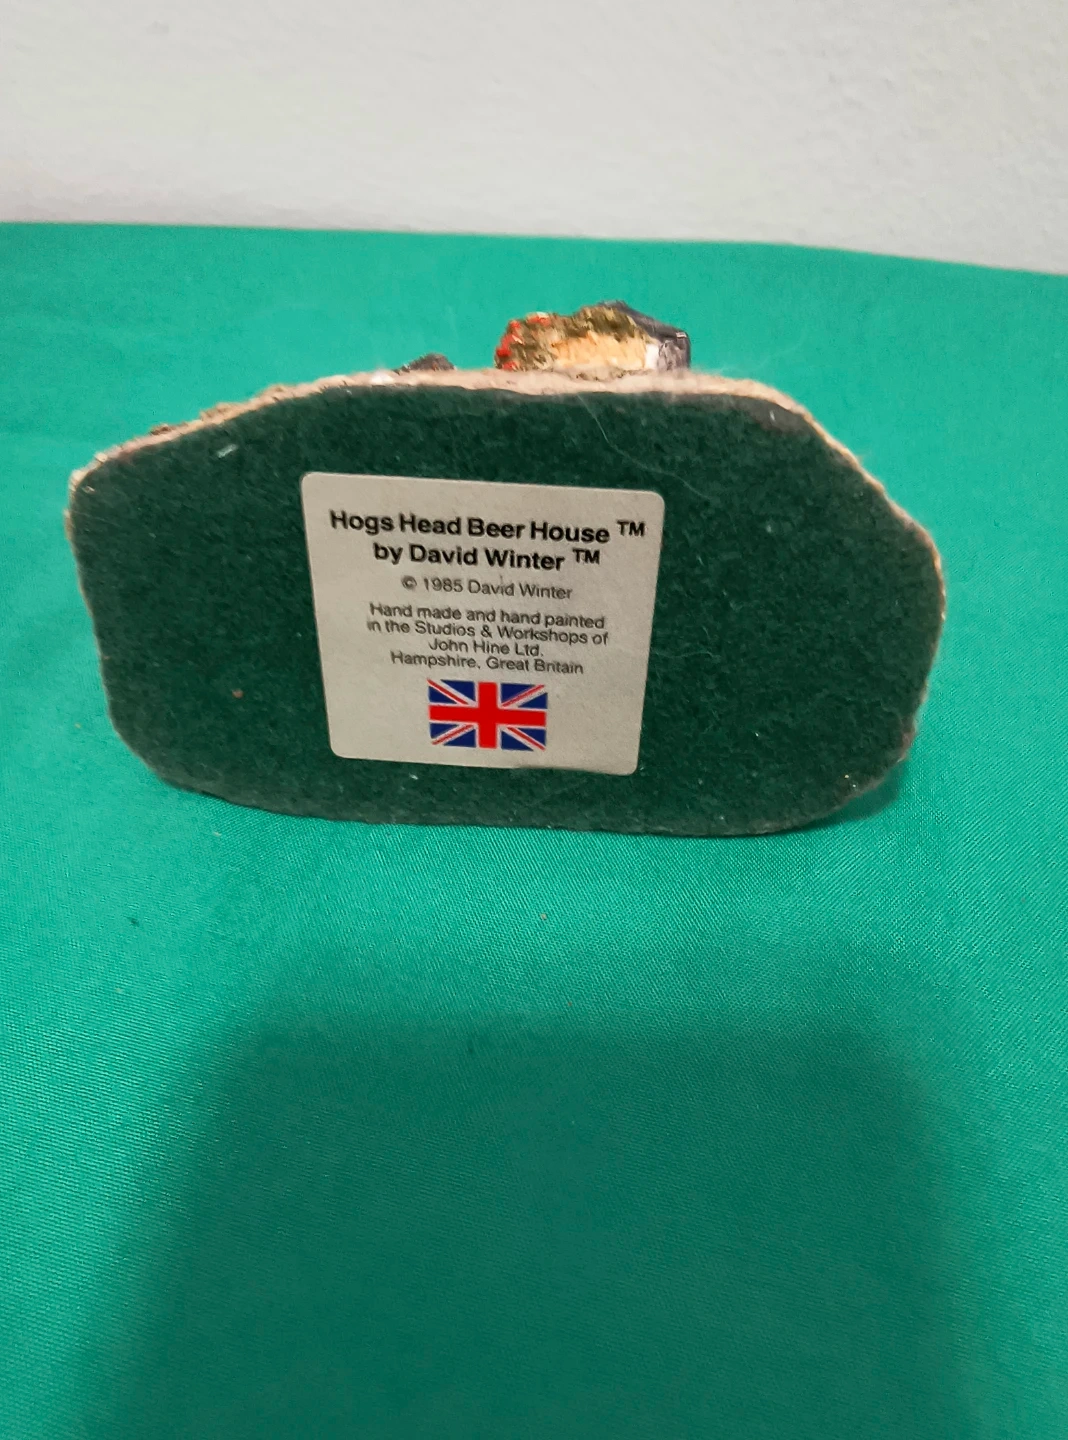 Hogs Head Beer House ™
by David Winter ™
© 1985 David Winter
Hand made and hand painted
in the Studios & Workshops of
John Hine Ltd.
Hampshire, Great Britain